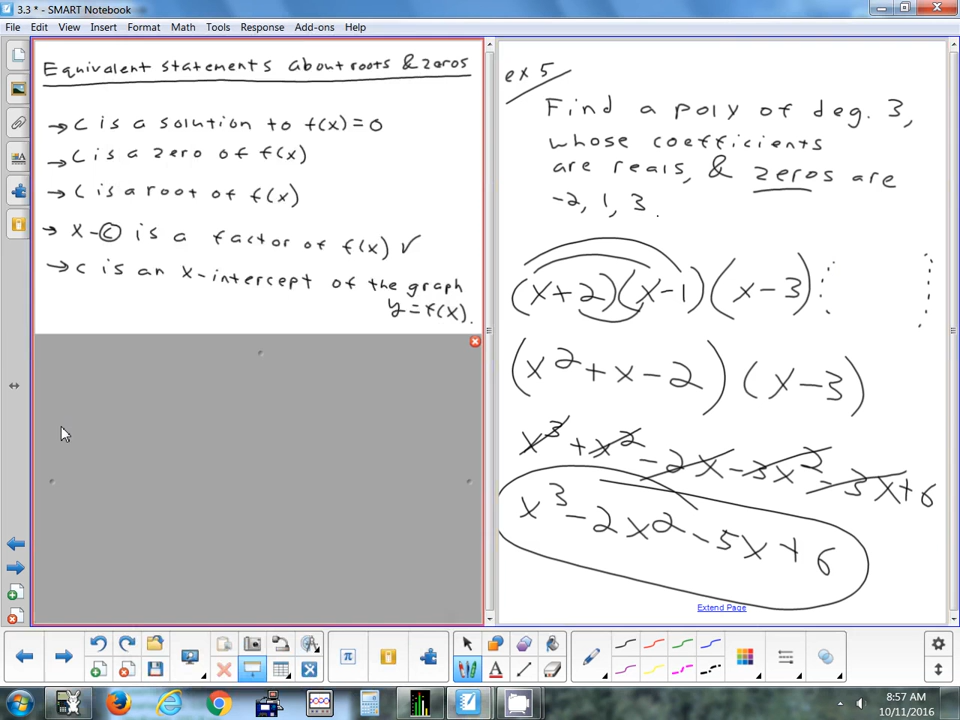 3.3 * - SMART Notebook
File Edit View Insert Format Math Tools Response Add-ons Help
Equivalent statements about roots & zeros
→ C is a solution to f(x) = 0
→ C is a zero of f(x)
→ C is a root of f(x)
→ x - c is a factor of f(x) ✓
→ C is an x-intercept of the graph
y = f(x).
ex 5
Find a poly of deg. 3,
whose coefficients
are reals, & zeros are
-2, 1, 3.
(x+2)(x-1)(x-3)
(x²+x-2)(x-3)
x³+x²-2x-3x²-3x+6
x³-2x²-5x+6
Extend Page
8:57 AM
10/11/2016